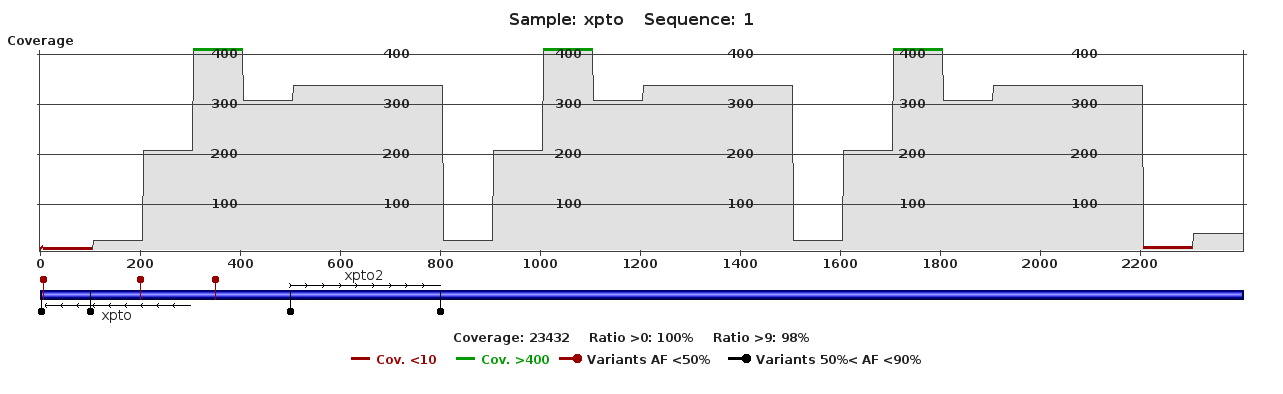 Sample: xpto Sequence: 1
Coverage
400 400 400 400 400 400
300 300 300 300 300 300
200 200 200 200 200 200
100 100 100 100 100 100
0 200 400 600 800 1000 1200 1400 1600 1800 2000 2200
xpto2
xpto
Coverage: 23432 Ratio >0: 100% Ratio >9: 98%
Cov. <10 Cov. >400 Variants AF <50% Variants 50%< AF <90%